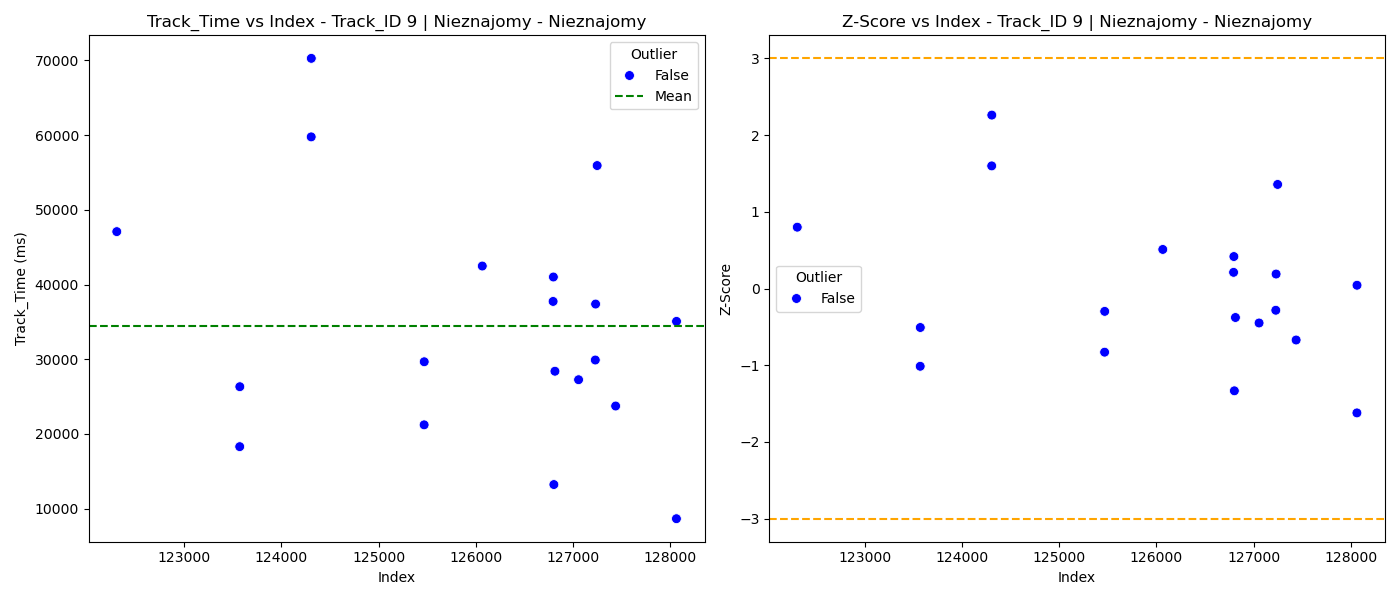 Track_Time vs Index - Track_ID 9 | Nieznajomy - Nieznajomy
Track_Time (ms)
70000
60000
50000
40000
30000
20000
10000
Outlier
False
Mean
123000 124000 125000 126000 127000 128000
Index
Z-Score vs Index - Track_ID 9 | Nieznajomy - Nieznajomy
Z-Score
3
2
1
0
−1
−2
−3
Outlier
False
123000 124000 125000 126000 127000 128000
Index